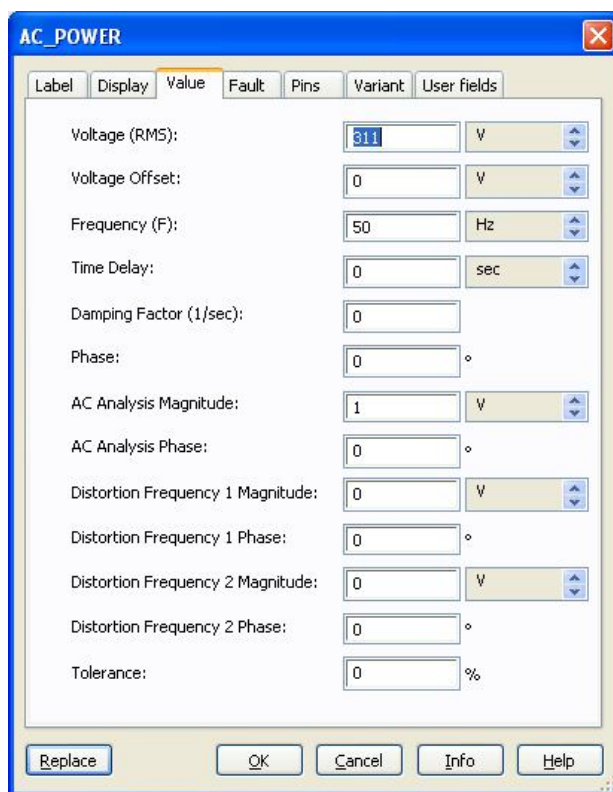 AC_POWER
Label Display Value Fault Pins Variant User fields
Voltage (RMS): 311 V
Voltage Offset: 0 V
Frequency (F): 50 Hz
Time Delay: 0 sec
Damping Factor (1/sec): 0
Phase: 0 °
AC Analysis Magnitude: 1 V
AC Analysis Phase: 0 °
Distortion Frequency 1 Magnitude: 0 V
Distortion Frequency 1 Phase: 0 °
Distortion Frequency 2 Magnitude: 0 V
Distortion Frequency 2 Phase: 0 °
Tolerance: 0 %
Replace OK Cancel Info Help